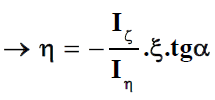 → η = −I_ζ/I_η.ξ.tgα